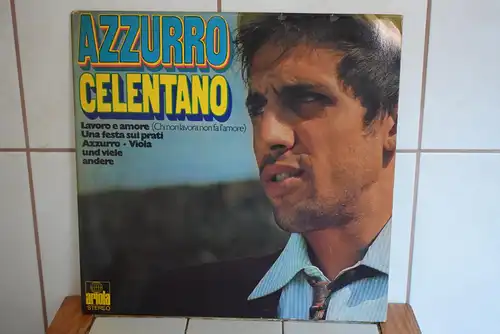 AZZURRO
CELENTANO
Lavoro e amore (Chi non lavora non fa l'amore)
Una festa sui prati
Azzurro - Viola
und viele
andere
ariola
STEREO